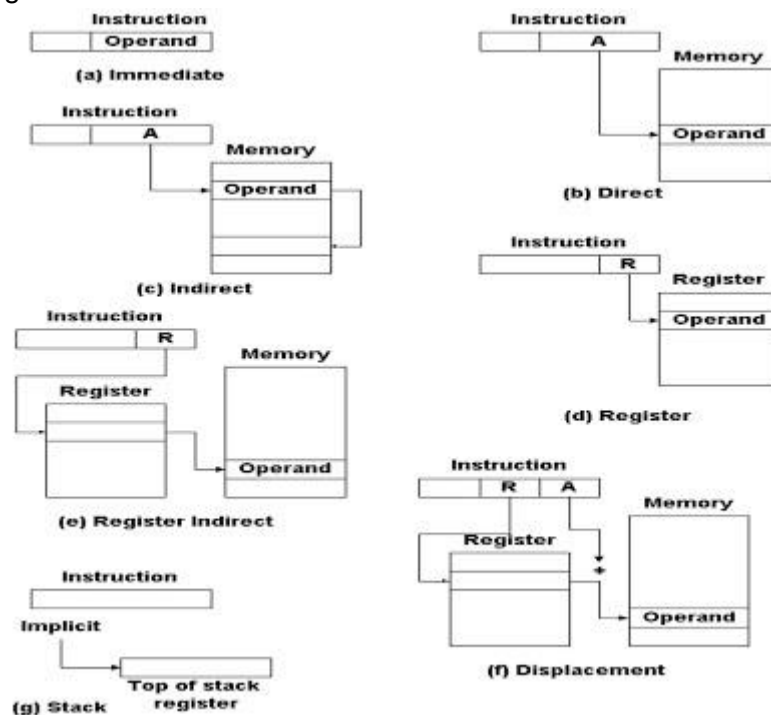 g
Instruction
Operand
(a) Immediate
Instruction
A
Memory
Operand
(b) Direct
Instruction
A
Memory
Operand
(c) Indirect
Instruction
R
Register
Operand
(d) Register
Instruction
R
Register
Memory
Operand
(e) Register Indirect
Instruction
R A
Register
Memory
+
Operand
(f) Displacement
Instruction
Implicit
Top of stack
register
(g) Stack